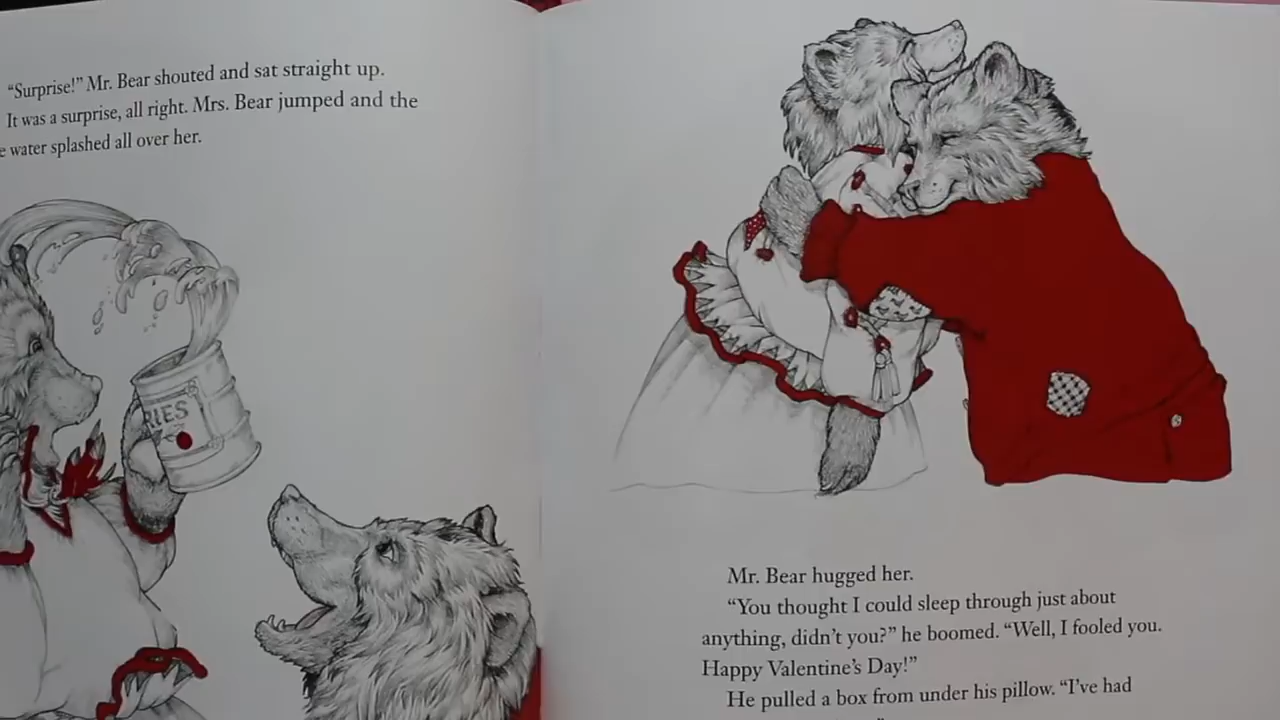 “Surprise!” Mr. Bear shouted and sat straight up.
It was a surprise, all right. Mrs. Bear jumped and the
water splashed all over her.
RIES
Mr. Bear hugged her.
“You thought I could sleep through just about
anything, didn’t you?” he boomed. “Well, I fooled you.
Happy Valentine’s Day!”
He pulled a box from under his pillow. “I’ve had